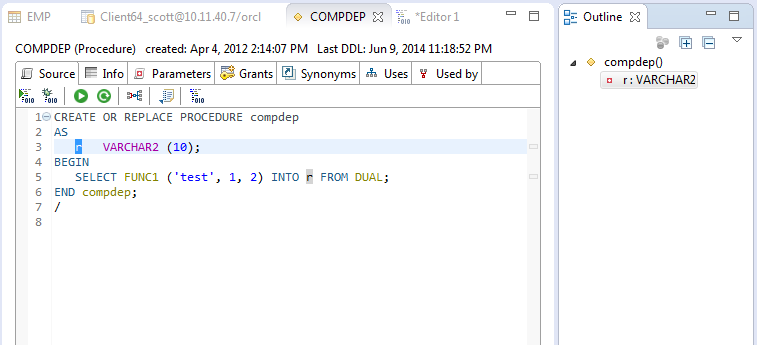 EMP Client64_scott@10.11.40.7/orcl COMPDEP *Editor 1
Outline
COMPDEP (Procedure) created: Apr 4, 2012 2:14:07 PM Last DDL: Jun 9, 2014 11:18:52 PM
Source Info Parameters Grants Synonyms Uses Used by
compdep()
r : VARCHAR2
1 CREATE OR REPLACE PROCEDURE compdep
2 AS
3 r VARCHAR2 (10);
4 BEGIN
5 SELECT FUNC1 ('test', 1, 2) INTO r FROM DUAL;
6 END compdep;
7 /
8